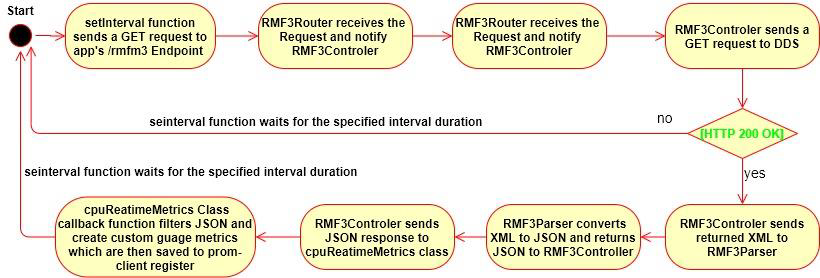 Start
setInterval function
sends a GET request to
app's /rmfm3 Endpoint
RMF3Router receives the
Request and notify
RMF3Controler
RMF3Router receives the
Request and notify
RMF3Controler
RMF3Controler sends a
GET request to DDS
[HTTP 200 OK]
no
seinterval function waits for the specified interval duration
yes
seinterval function waits for the specified interval duration
RMF3Controler sends
returned XML to
RMF3Parser
RMF3Parser converts
XML to JSON and returns
JSON to RMF3Controller
RMF3Controler sends
JSON response to
cpuReatimeMetrics class
cpuReatimeMetrics Class
callback function filters JSON and
create custom guage metrics
which are then saved to prom-
client register